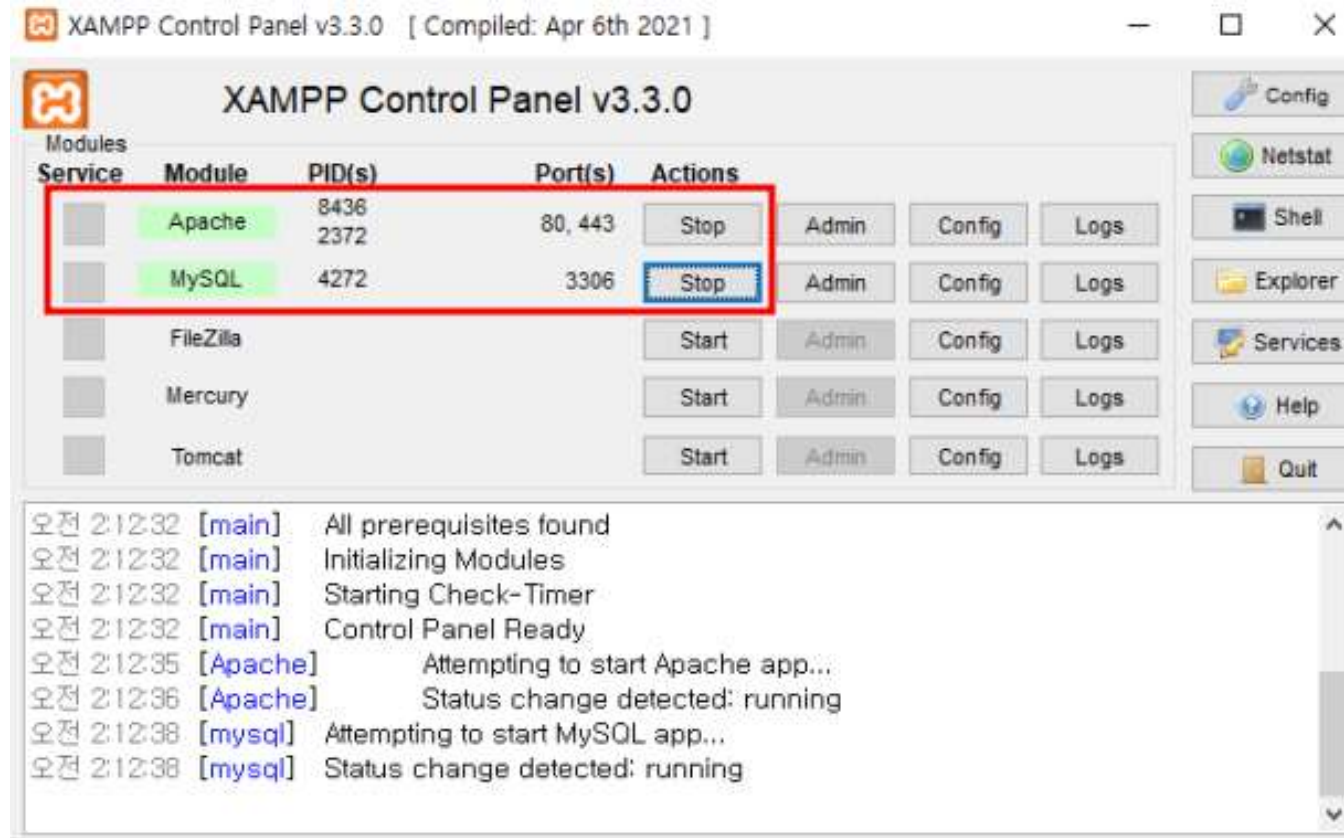 XAMPP Control Panel v3.3.0 [ Compiled: Apr 6th 2021 ]
XAMPP Control Panel v3.3.0
Config
Modules
Service Module PID(s) Port(s) Actions
Netstat
Apache 8436 2372 80, 443 Stop Admin Config Logs
Shell
MySQL 4272 3306 Stop Admin Config Logs
Explorer
FileZilla Start Admin Config Logs
Services
Mercury Start Admin Config Logs
Help
Tomcat Start Admin Config Logs
Quit
오전 2:12:32 [main] All prerequisites found
오전 2:12:32 [main] Initializing Modules
오전 2:12:32 [main] Starting Check-Timer
오전 2:12:32 [main] Control Panel Ready
오전 2:12:35 [Apache] Attempting to start Apache app...
오전 2:12:36 [Apache] Status change detected: running
오전 2:12:38 [mysql] Attempting to start MySQL app...
오전 2:12:38 [mysql] Status change detected: running